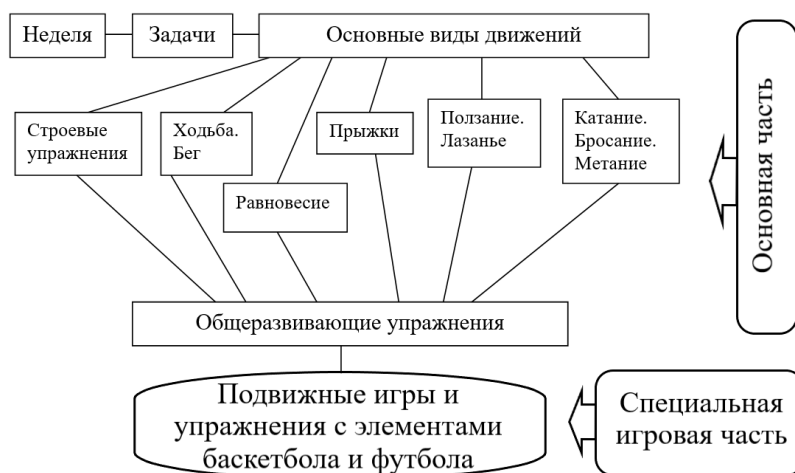 Неделя
Задачи
Основные виды движений
Строевые
упражнения
Ходьба.
Бег
Равновесие
Прыжки
Ползание.
Лазанье
Катание.
Бросание.
Метание
Основная часть
Общеразвивающие упражнения
Подвижные игры и
упражнения с элементами
баскетбола и футбола
Специальная
игровая часть